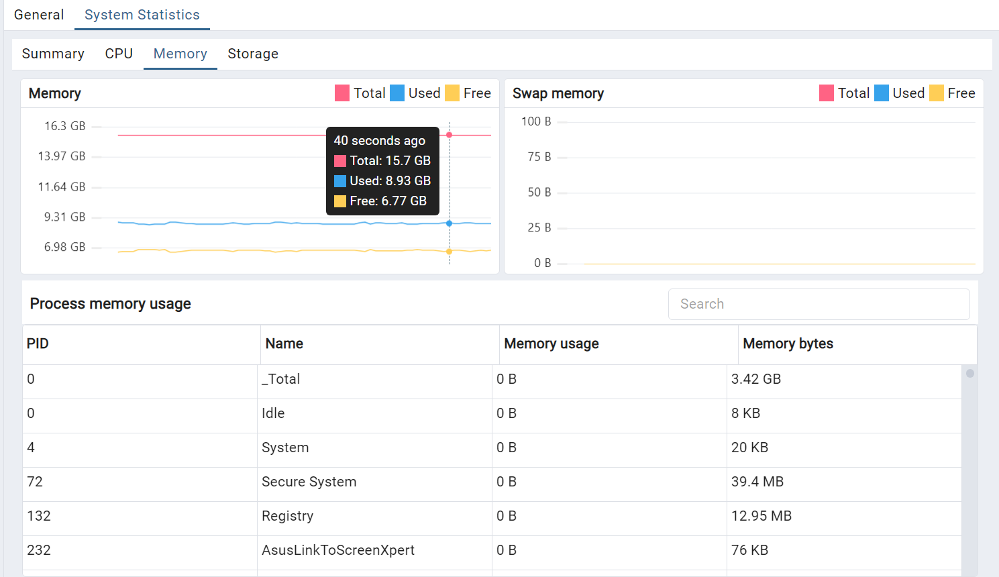 General System Statistics
Summary CPU Memory Storage
Memory Total Used Free
16.3 GB
13.97 GB
11.64 GB
9.31 GB
6.98 GB
40 seconds ago
Total: 15.7 GB
Used: 8.93 GB
Free: 6.77 GB
Swap memory Total Used Free
100 B
75 B
50 B
25 B
0 B
Process memory usage Search
PID Name Memory usage Memory bytes
0 _Total 0 B 3.42 GB
0 Idle 0 B 8 KB
4 System 0 B 20 KB
72 Secure System 0 B 39.4 MB
132 Registry 0 B 12.95 MB
232 AsusLinkToScreenXpert 0 B 76 KB